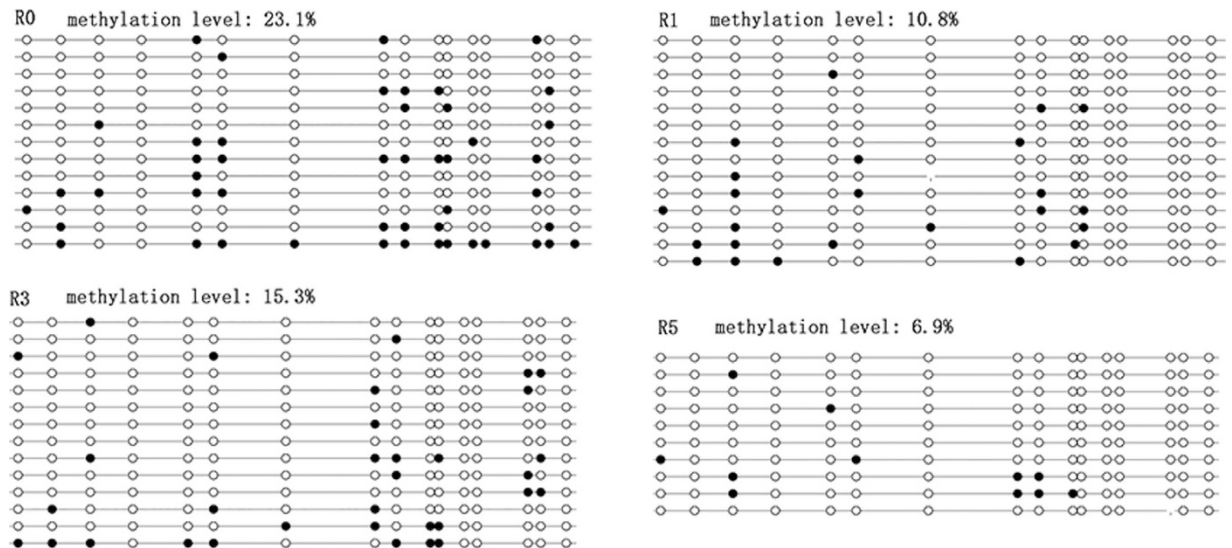 R0 methylation level: 23.1%
R1 methylation level: 10.8%
R3 methylation level: 15.3%
R5 methylation level: 6.9%